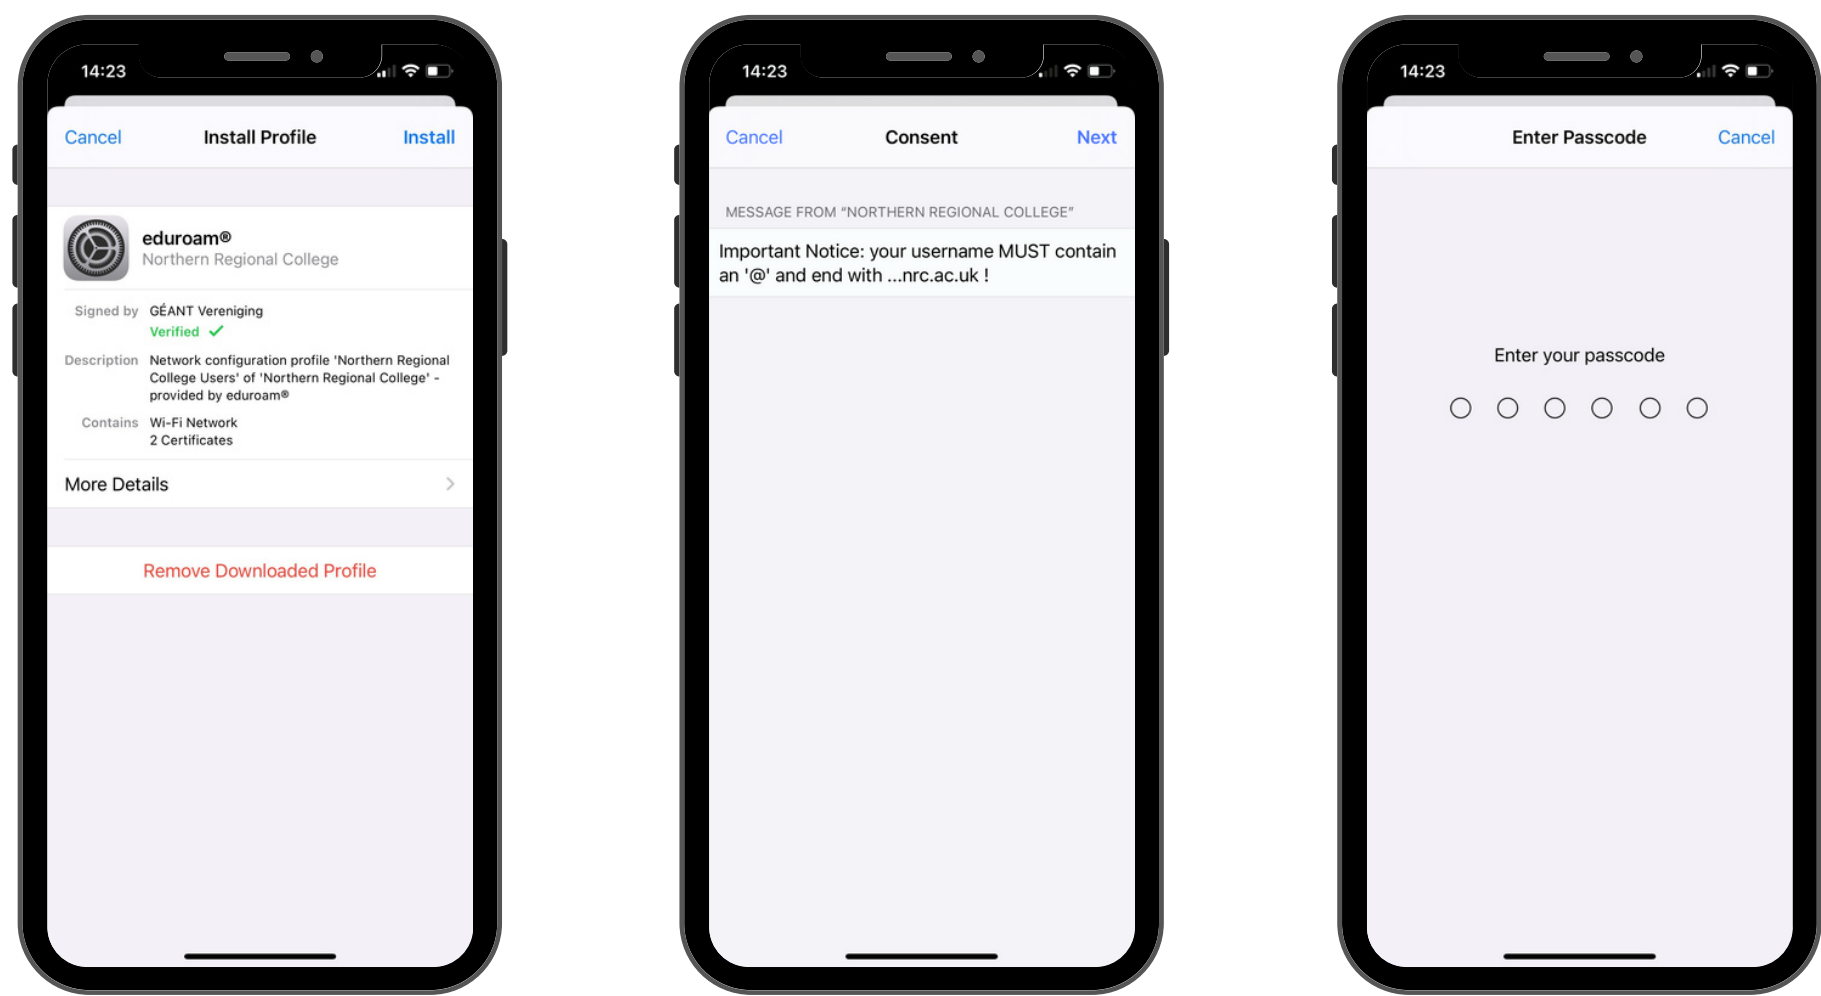 14:23
Cancel
Install Profile
Install
eduroam®
Northern Regional College
Signed by
GÉANT Vereniging
Verified
Description
Network configuration profile 'Northern Regional
College Users' of 'Northern Regional College' -
provided by eduroam®
Contains
Wi-Fi Network
2 Certificates
More Details
Remove Downloaded Profile
14:23
Cancel
Consent
Next
MESSAGE FROM “NORTHERN REGIONAL COLLEGE”
Important Notice: your username MUST contain
an '@' and end with ...nrc.ac.uk !
14:23
Enter Passcode
Cancel
Enter your passcode